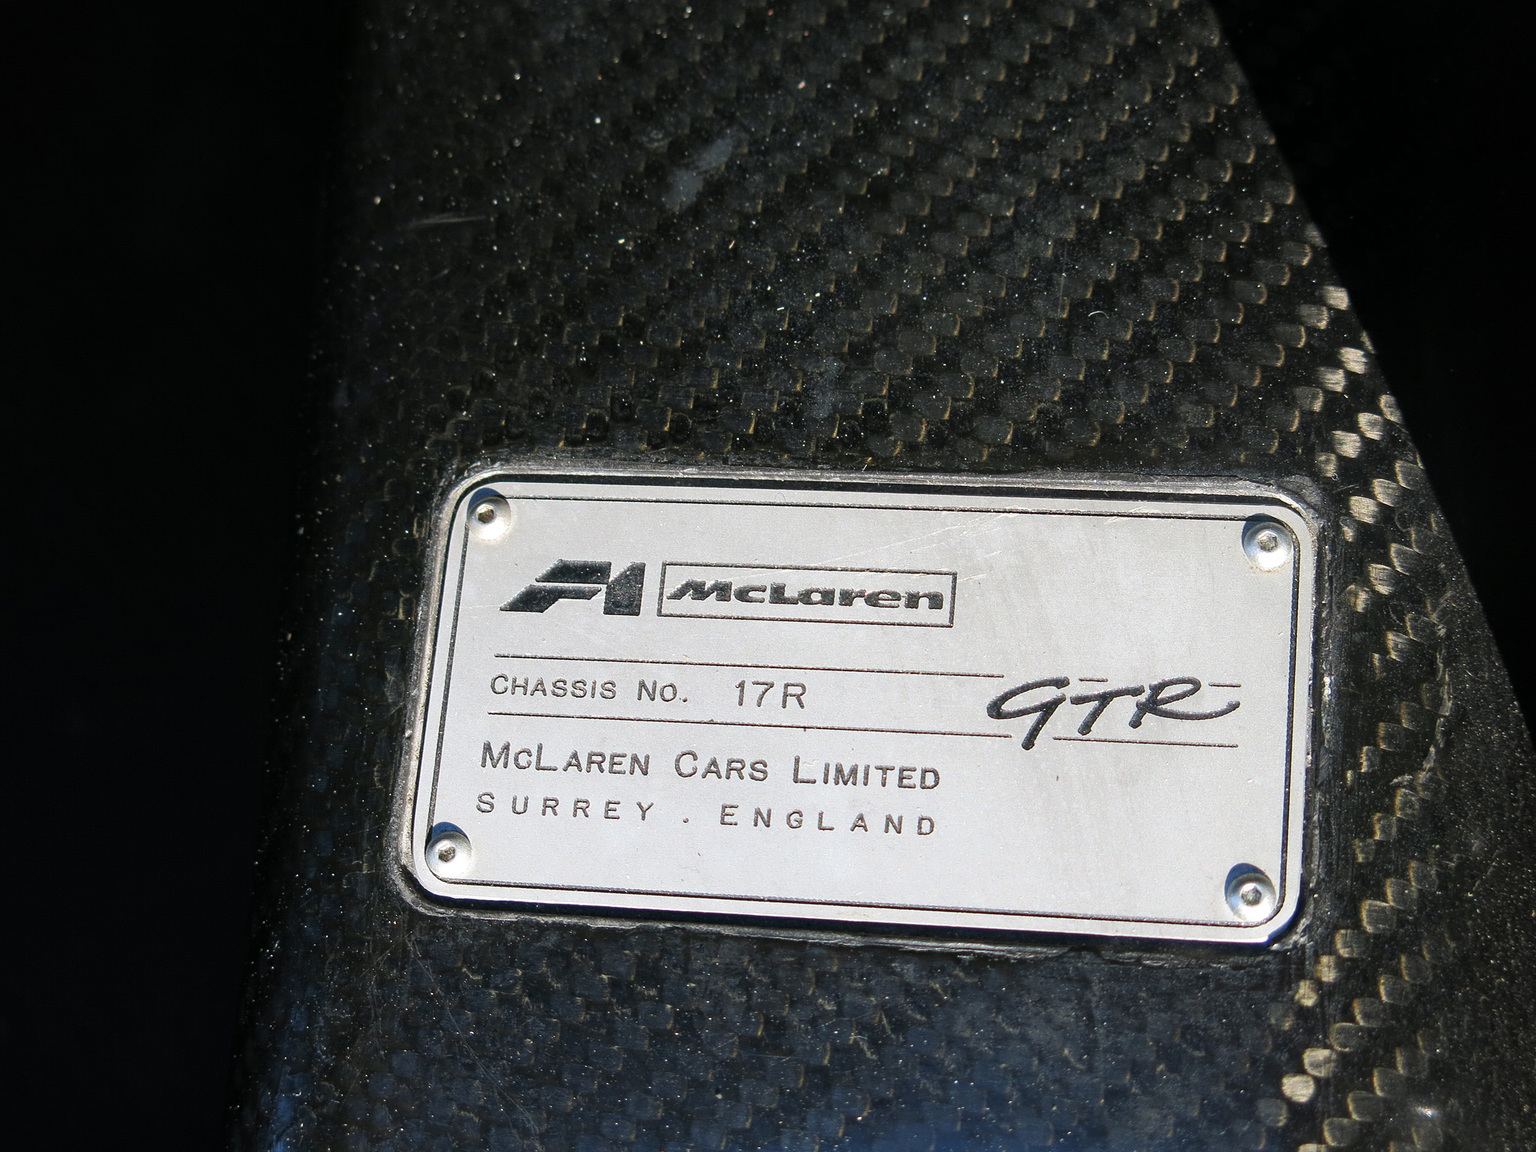 F1 McLaren
CHASSIS NO. 17R
GTR
MCLAREN CARS LIMITED
SURREY . ENGLAND